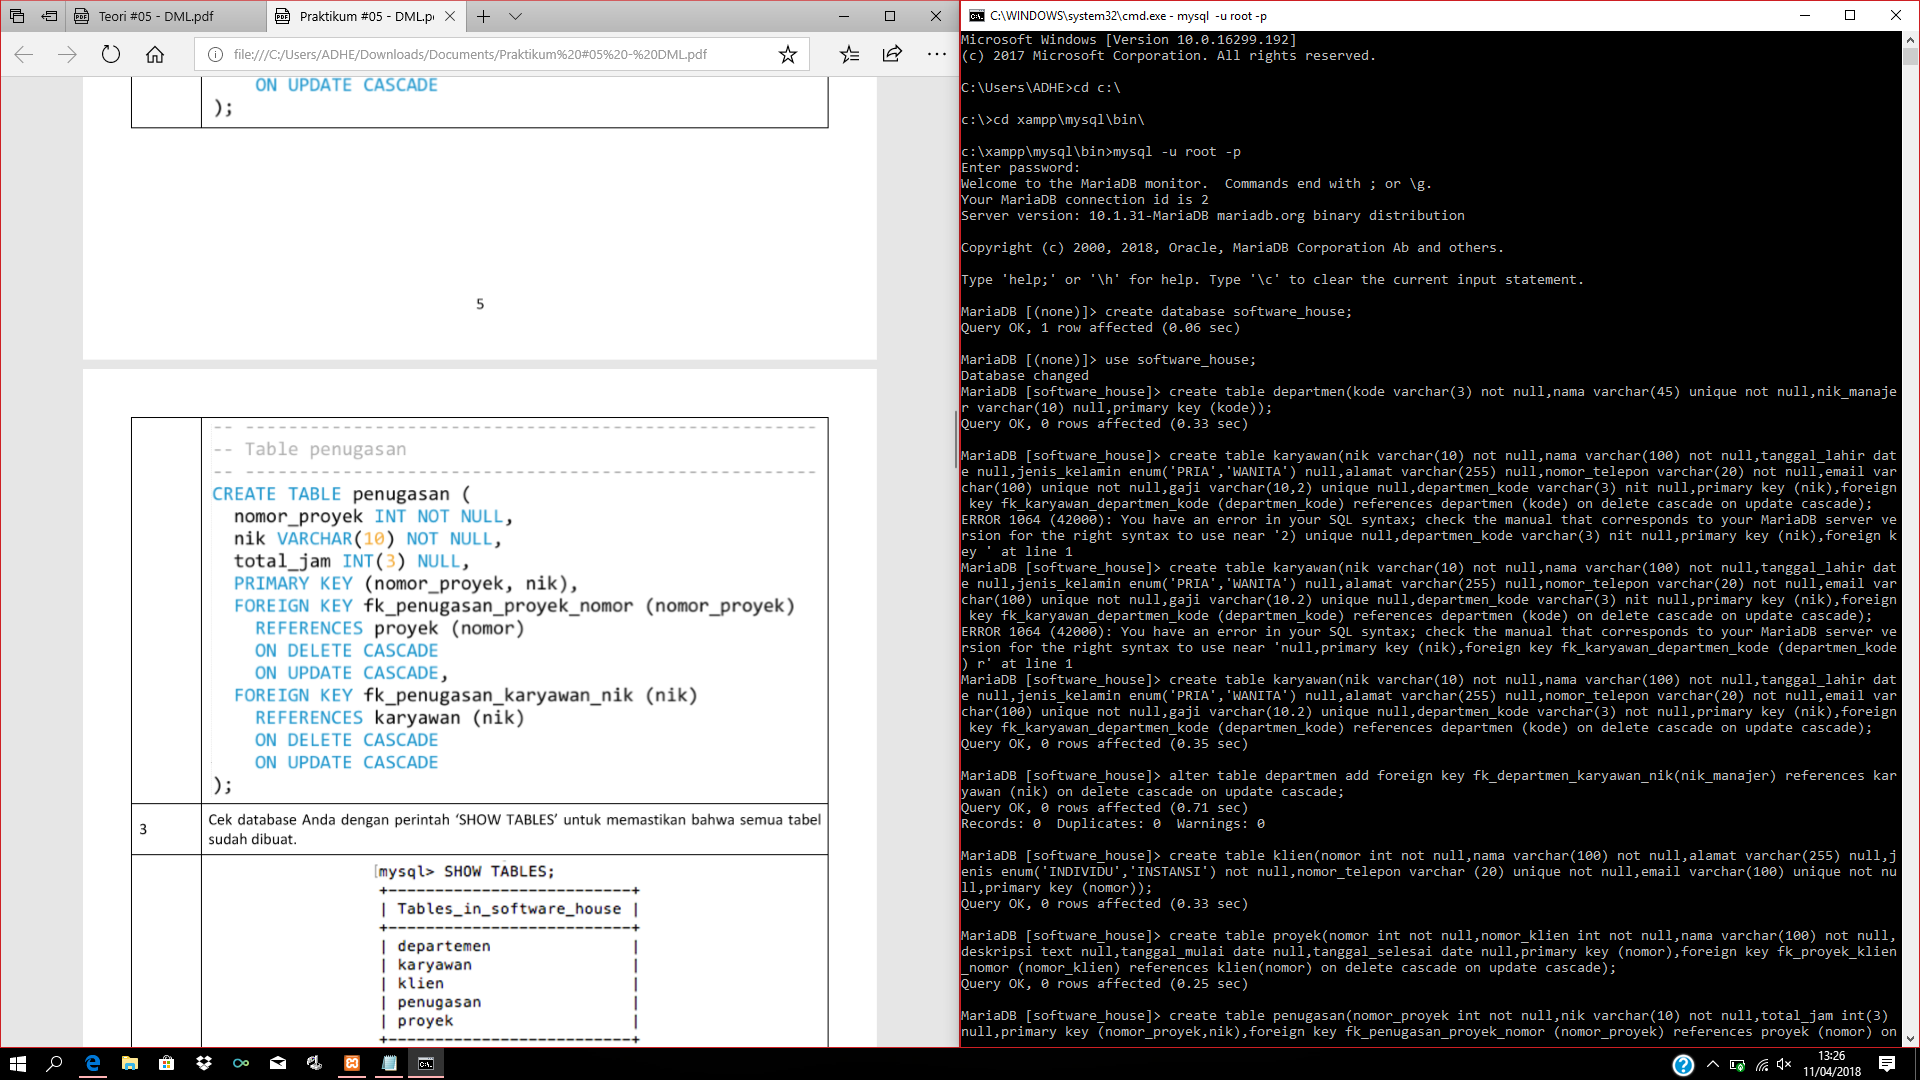 Teori #05 - DML.pdf
Praktikum #05 - DML.p
file:///C:/Users/ADHE/Downloads/Documents/Praktikum%20#05%20-%20DML.pdf
ON UPDATE CASCADE
);
5
-- ----------------------------------------------------
-- Table penugasan
-- ----------------------------------------------------
CREATE TABLE penugasan (
nomor_proyek INT NOT NULL,
nik VARCHAR(10) NOT NULL,
total_jam INT(3) NULL,
PRIMARY KEY (nomor_proyek, nik),
FOREIGN KEY fk_penugasan_proyek_nomor (nomor_proyek)
REFERENCES proyek (nomor)
ON DELETE CASCADE
ON UPDATE CASCADE,
FOREIGN KEY fk_penugasan_karyawan_nik (nik)
REFERENCES karyawan (nik)
ON DELETE CASCADE
ON UPDATE CASCADE
);
3
Cek database Anda dengan perintah ‘SHOW TABLES’ untuk memastikan bahwa semua tabel
sudah dibuat.
mysql> SHOW TABLES;
+--------------------------+
| Tables_in_software_house |
+--------------------------+
| departemen |
| karyawan |
| klien |
| penugasan |
| proyek |
+--------------------------+
C:\WINDOWS\system32\cmd.exe - mysql -u root -p
Microsoft Windows [Version 10.0.16299.192]
(c) 2017 Microsoft Corporation. All rights reserved.
C:\Users\ADHE>cd c:\
c:\>cd xampp\mysql\bin\
c:\xampp\mysql\bin>mysql -u root -p
Enter password:
Welcome to the MariaDB monitor.  Commands end with ; or \g.
Your MariaDB connection id is 2
Server version: 10.1.31-MariaDB mariadb.org binary distribution
Copyright (c) 2000, 2018, Oracle, MariaDB Corporation Ab and others.
Type 'help;' or '\h' for help. Type '\c' to clear the current input statement.
MariaDB [(none)]> create database software_house;
Query OK, 1 row affected (0.06 sec)
MariaDB [(none)]> use software_house;
Database changed
MariaDB [software_house]> create table departmen(kode varchar(3) not null,nama varchar(45) unique not null,nik_manaje
r varchar(10) null,primary key (kode));
Query OK, 0 rows affected (0.33 sec)
MariaDB [software_house]> create table karyawan(nik varchar(10) not null,nama varchar(100) not null,tanggal_lahir dat
e null,jenis_kelamin enum('PRIA','WANITA') null,alamat varchar(255) null,nomor_telepon varchar(20) not null,email var
char(100) unique not null,gaji varchar(10,2) unique null,departmen_kode varchar(3) nit null,primary key (nik),foreign
key fk_karyawan_departmen_kode (departmen_kode) references departmen (kode) on delete cascade on update cascade);
ERROR 1064 (42000): You have an error in your SQL syntax; check the manual that corresponds to your MariaDB server ve
rsion for the right syntax to use near '2) unique null,departmen_kode varchar(3) nit null,primary key (nik),foreign k
ey ' at line 1
MariaDB [software_house]> create table karyawan(nik varchar(10) not null,nama varchar(100) not null,tanggal_lahir dat
e null,jenis_kelamin enum('PRIA','WANITA') null,alamat varchar(255) null,nomor_telepon varchar(20) not null,email var
char(100) unique not null,gaji varchar(10.2) unique null,departmen_kode varchar(3) nit null,primary key (nik),foreign
key fk_karyawan_departmen_kode (departmen_kode) references departmen (kode) on delete cascade on update cascade);
ERROR 1064 (42000): You have an error in your SQL syntax; check the manual that corresponds to your MariaDB server ve
rsion for the right syntax to use near 'null,primary key (nik),foreign key fk_karyawan_departmen_kode (departmen_kode
) r' at line 1
MariaDB [software_house]> create table karyawan(nik varchar(10) not null,nama varchar(100) not null,tanggal_lahir dat
e null,jenis_kelamin enum('PRIA','WANITA') null,alamat varchar(255) null,nomor_telepon varchar(20) not null,email var
char(100) unique not null,gaji varchar(10.2) unique null,departmen_kode varchar(3) not null,primary key (nik),foreign
key fk_karyawan_departmen_kode (departmen_kode) references departmen (kode) on delete cascade on update cascade);
Query OK, 0 rows affected (0.35 sec)
MariaDB [software_house]> alter table departmen add foreign key fk_departmen_karyawan_nik(nik_manajer) references kar
yawan (nik) on delete cascade on update cascade;
Query OK, 0 rows affected (0.71 sec)
Records: 0  Duplicates: 0  Warnings: 0
MariaDB [software_house]> create table klien(nomor int not null,nama varchar(100) not null,alamat varchar(255) null,j
enis enum('INDIVIDU','INSTANSI') not null,nomor_telepon varchar (20) unique not null,email varchar(100) unique not nu
ll,primary key (nomor));
Query OK, 0 rows affected (0.33 sec)
MariaDB [software_house]> create table proyek(nomor int not null,nomor_klien int not null,nama varchar(100) not null,
deskripsi text null,tanggal_mulai date null,tanggal_selesai date null,primary key (nomor),foreign key fk_proyek_klien
_nomor (nomor_klien) references klien(nomor) on delete cascade on update cascade);
Query OK, 0 rows affected (0.25 sec)
MariaDB [software_house]> create table penugasan(nomor_proyek int not null,nik varchar(10) not null,total_jam int(3)
null,primary key (nomor_proyek,nik),foreign key fk_penugasan_proyek_nomor (nomor_proyek) references proyek (nomor) on
13:26
11/04/2018